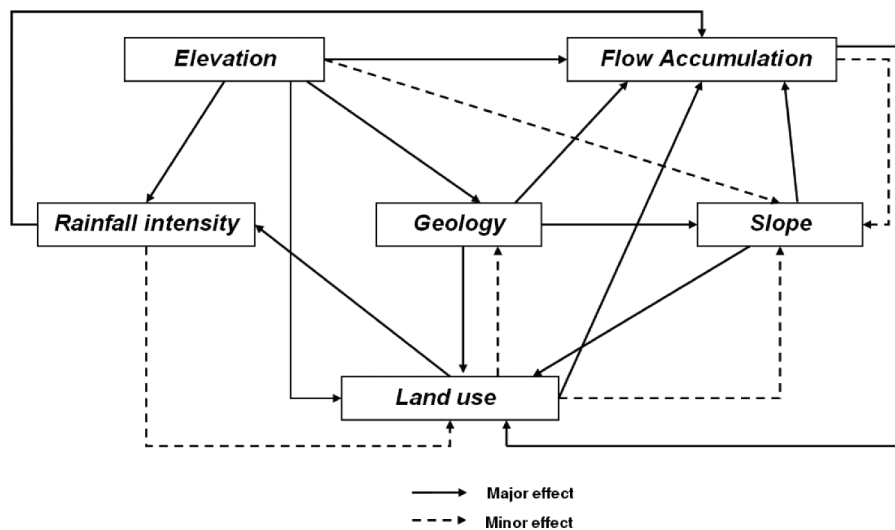 Elevation
Flow Accumulation
Rainfall intensity
Geology
Slope
Land use
Major effect
Minor effect